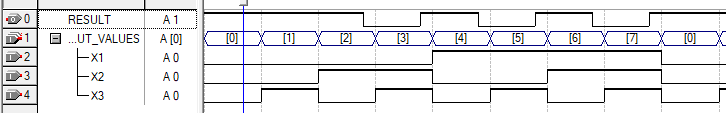 0 RESULT A 1
1 ...UT_VALUES A [0] [0] [1] [2] [3] [4] [5] [6] [7] [0]
2 X1 A 0
3 X2 A 0
4 X3 A 0